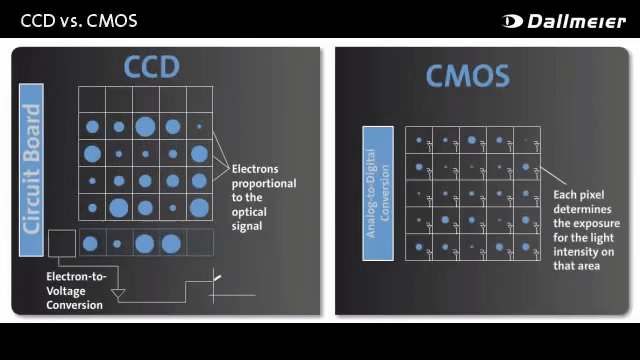 CCD vs. CMOS
Dallmeier
CCD
Circuit Board
Electrons
proportional
to the
optical
signal
Electron-to-
Voltage
Conversion
CMOS
Analog-to-Digital
Conversion
Each pixel
determines
the exposure
for the light
intensity on
that area